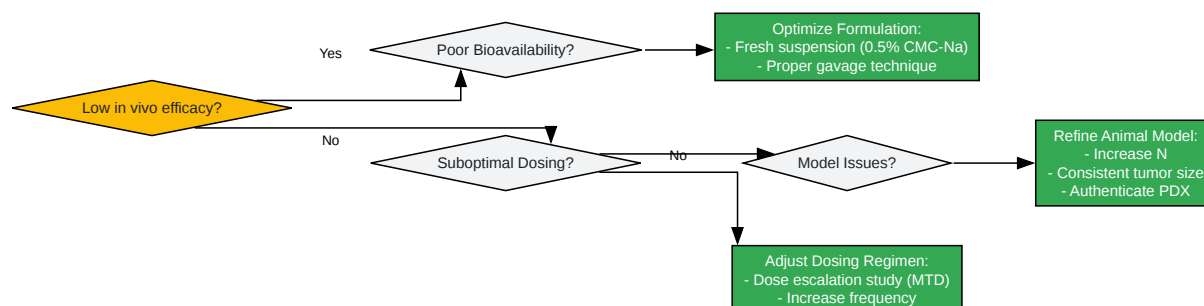 Low in vivo efficacy?
Yes
Poor Bioavailability?
Optimize Formulation:
- Fresh suspension (0.5% CMC-Na)
- Proper gavage technique
No
Suboptimal Dosing?
No
Model Issues?
Refine Animal Model:
- Increase N
- Consistent tumor size
- Authenticate PDX
Adjust Dosing Regimen:
- Dose escalation study (MTD)
- Increase frequency